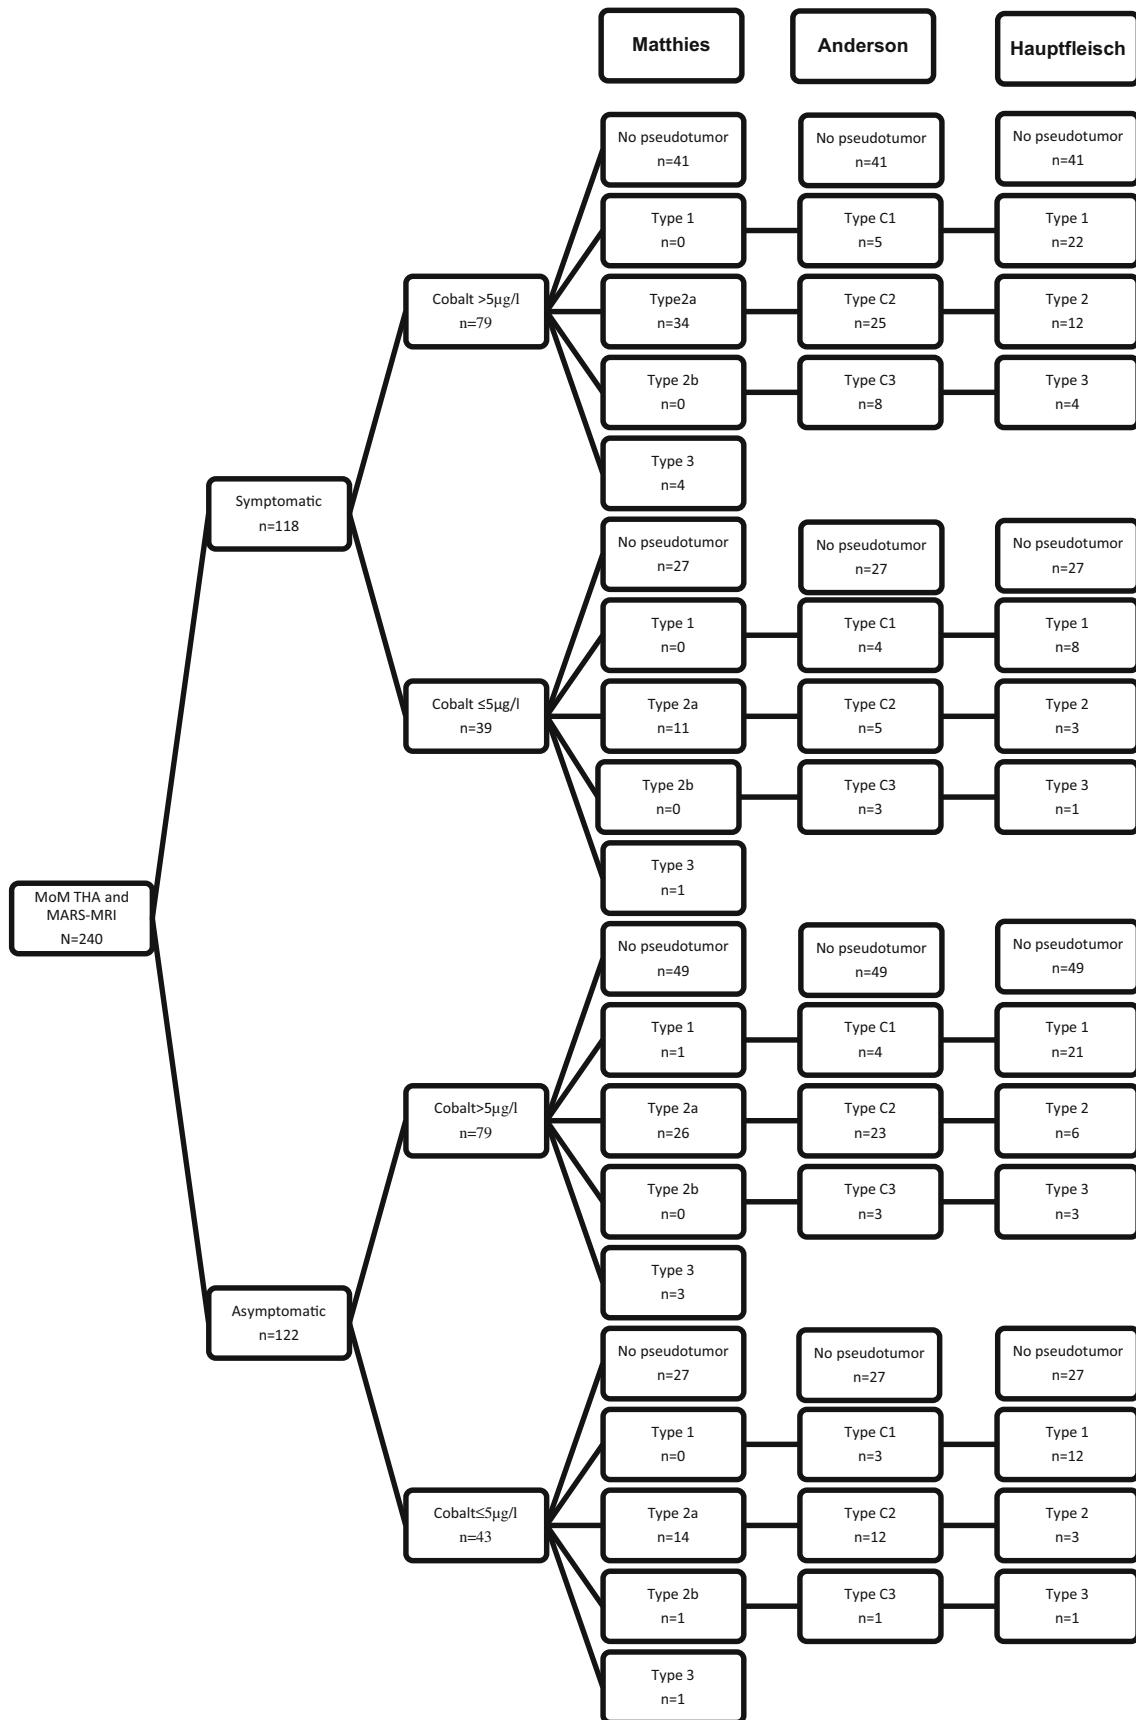 Matthies
Anderson
Hauptfleisch
No pseudotumor
n=41
No pseudotumor
n=41
No pseudotumor
n=41
Type 1
n=0
Type C1
n=5
Type 1
n=22
Cobalt >5µg/l
n=79
Type2a
n=34
Type C2
n=25
Type 2
n=12
Type 2b
n=0
Type C3
n=8
Type 3
n=4
Type 3
n=4
Symptomatic
n=118
No pseudotumor
n=27
No pseudotumor
n=27
No pseudotumor
n=27
Type 1
n=0
Type C1
n=4
Type 1
n=8
Cobalt ≤5µg/l
n=39
Type 2a
n=11
Type C2
n=5
Type 2
n=3
Type 2b
n=0
Type C3
n=3
Type 3
n=1
Type 3
n=1
MoM THA and
MARS-MRI
N=240
No pseudotumor
n=49
No pseudotumor
n=49
No pseudotumor
n=49
Type 1
n=1
Type C1
n=4
Type 1
n=21
Cobalt>5µg/l
n=79
Type 2a
n=26
Type C2
n=23
Type 2
n=6
Type 2b
n=0
Type C3
n=3
Type 3
n=3
Type 3
n=3
Asymptomatic
n=122
No pseudotumor
n=27
No pseudotumor
n=27
No pseudotumor
n=27
Type 1
n=0
Type C1
n=3
Type 1
n=12
Cobalt≤5µg/l
n=43
Type 2a
n=14
Type C2
n=12
Type 2
n=3
Type 2b
n=1
Type C3
n=1
Type 3
n=1
Type 3
n=1